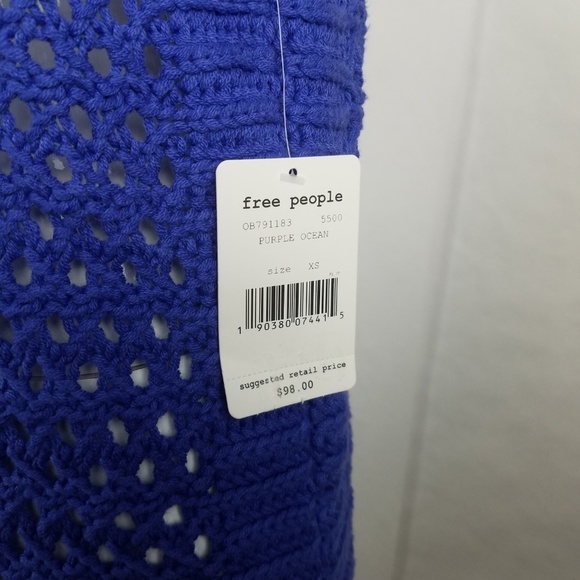 free people
OB791183 5500
PURPLE OCEAN
size XS
1 90380 07441 5
suggested retail price
$98.00